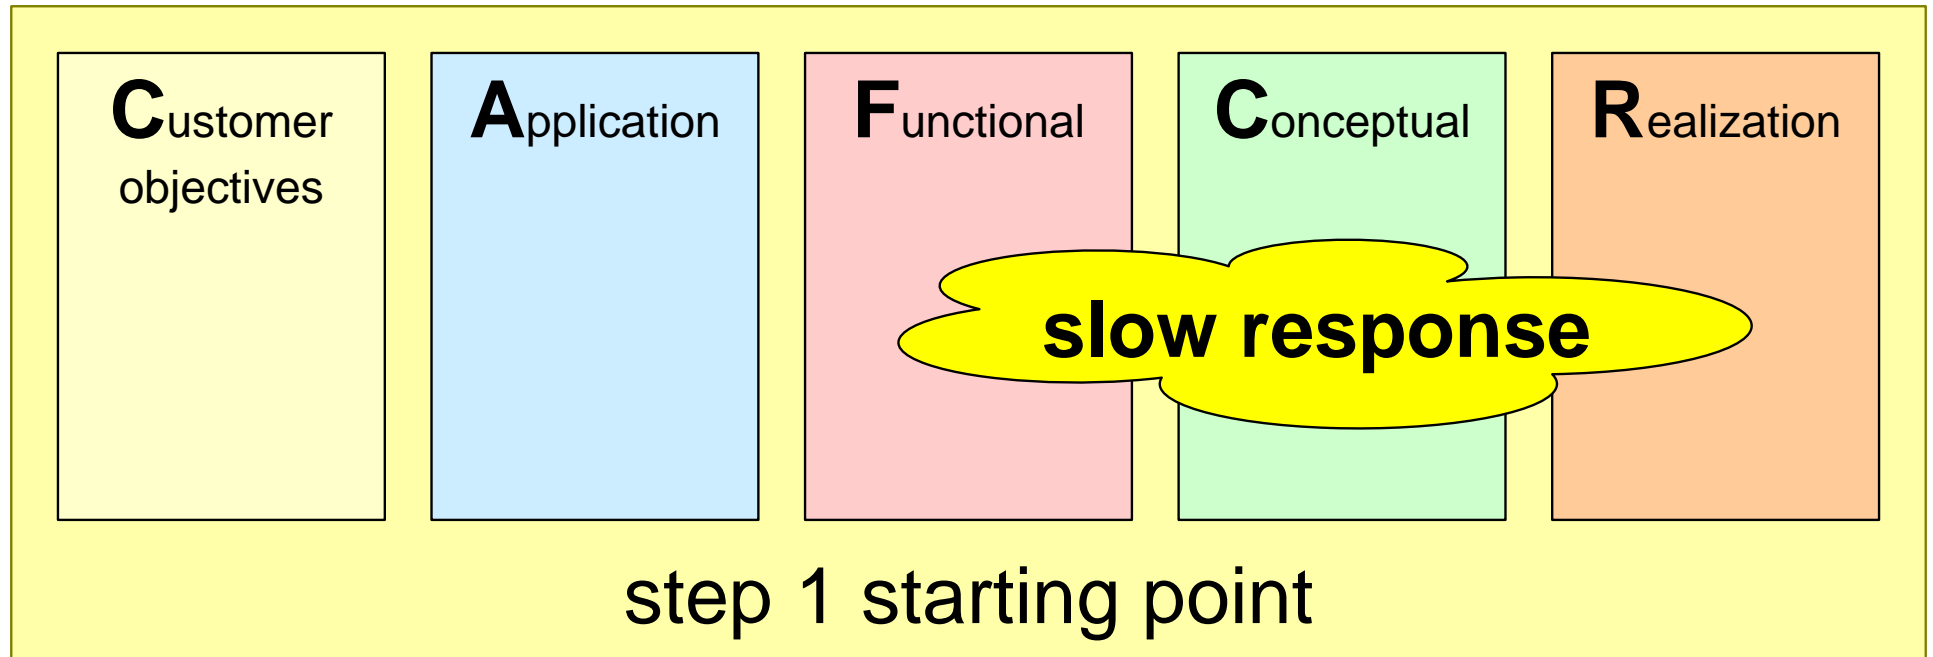 Customer
objectives
Application
Functional
Conceptual
Realization
slow response
step 1 starting point